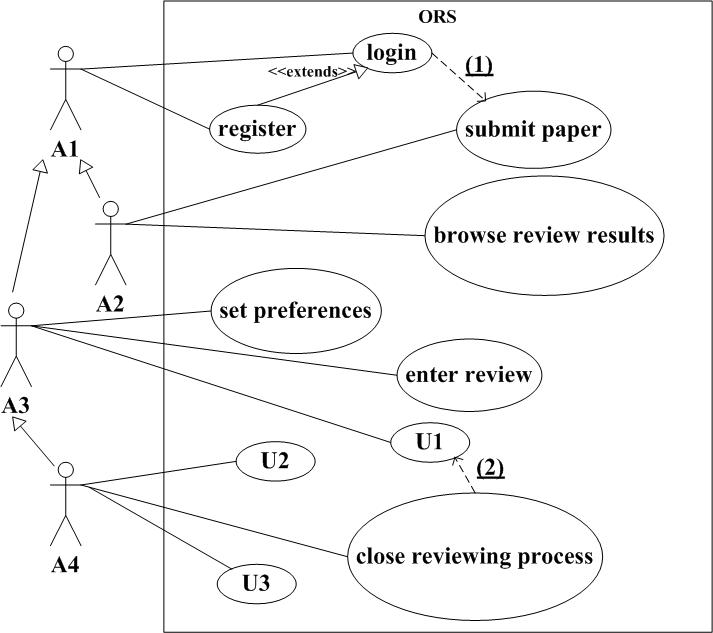 ORS
login
<<extends>>
(1)
register
submit paper
A1
browse review results
A2
set preferences
enter review
A3
U1
U2
(2)
close reviewing process
A4
U3